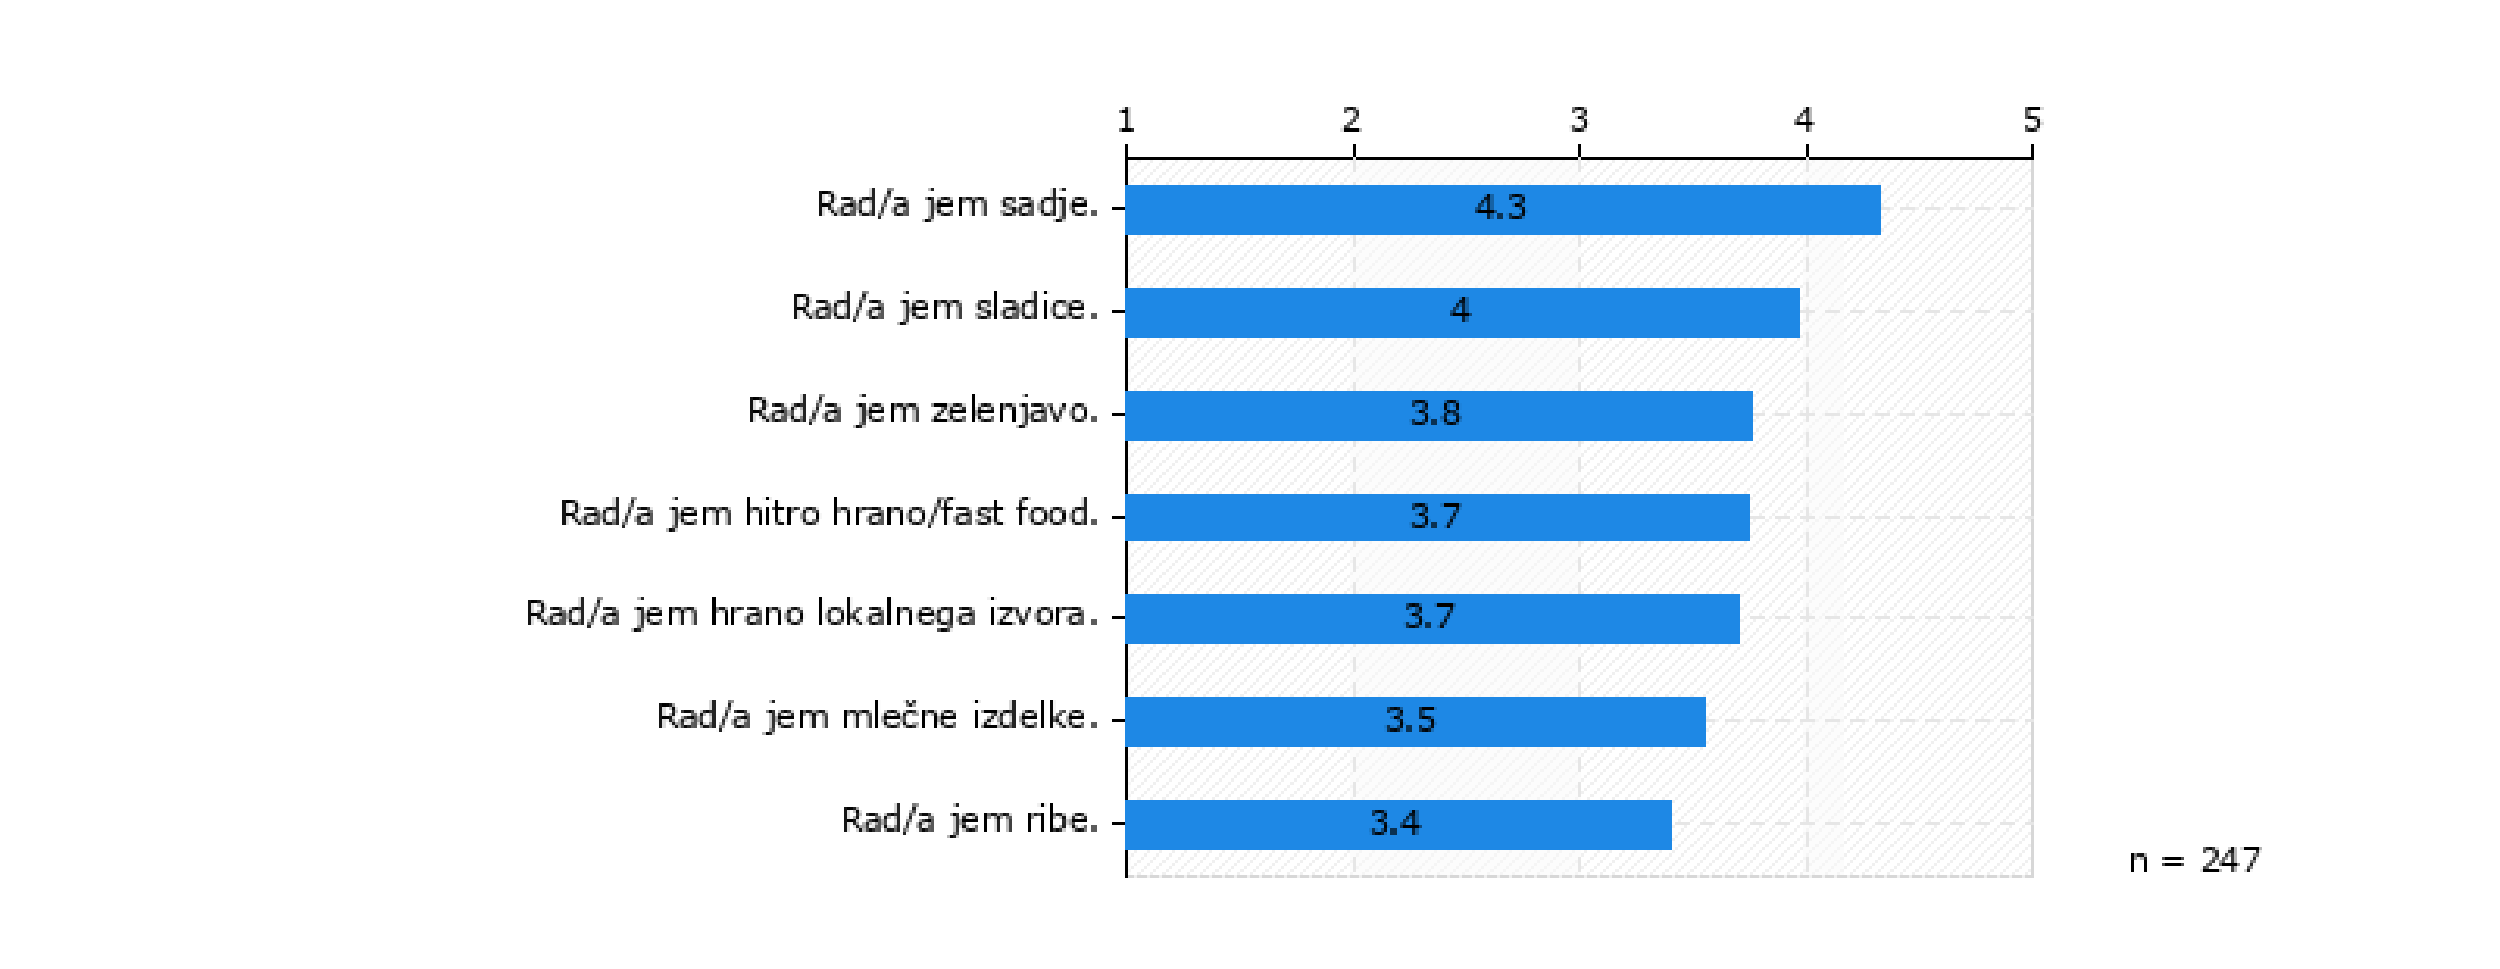 1 2 3 4 5
Rad/a jem sadje. 4.3
Rad/a jem sladice. 4
Rad/a jem zelenjavo. 3.8
Rad/a jem hitro hrano/fast food. 3.7
Rad/a jem hrano lokalnega izvora. 3.7
Rad/a jem mlečne izdelke. 3.5
Rad/a jem ribe. 3.4
n = 247